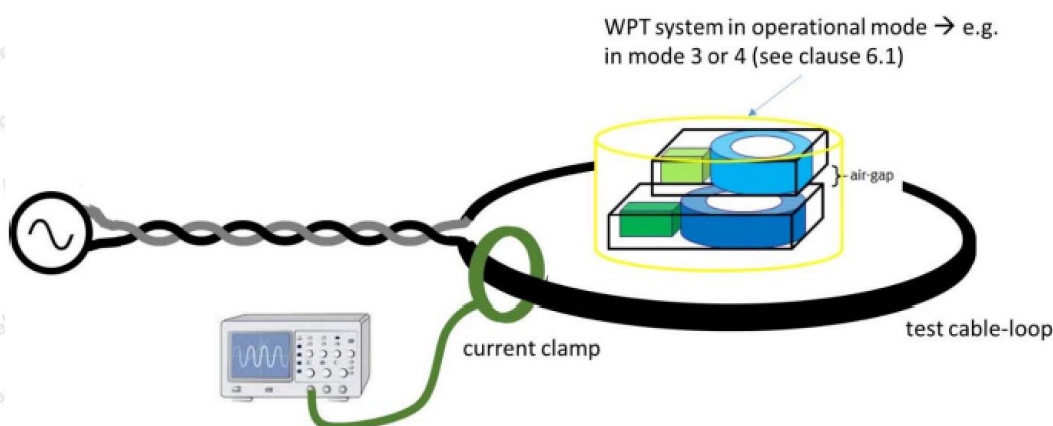 WPT system in operational mode → e.g.
in mode 3 or 4 (see clause 6.1)
air-gap
current clamp
test cable-loop